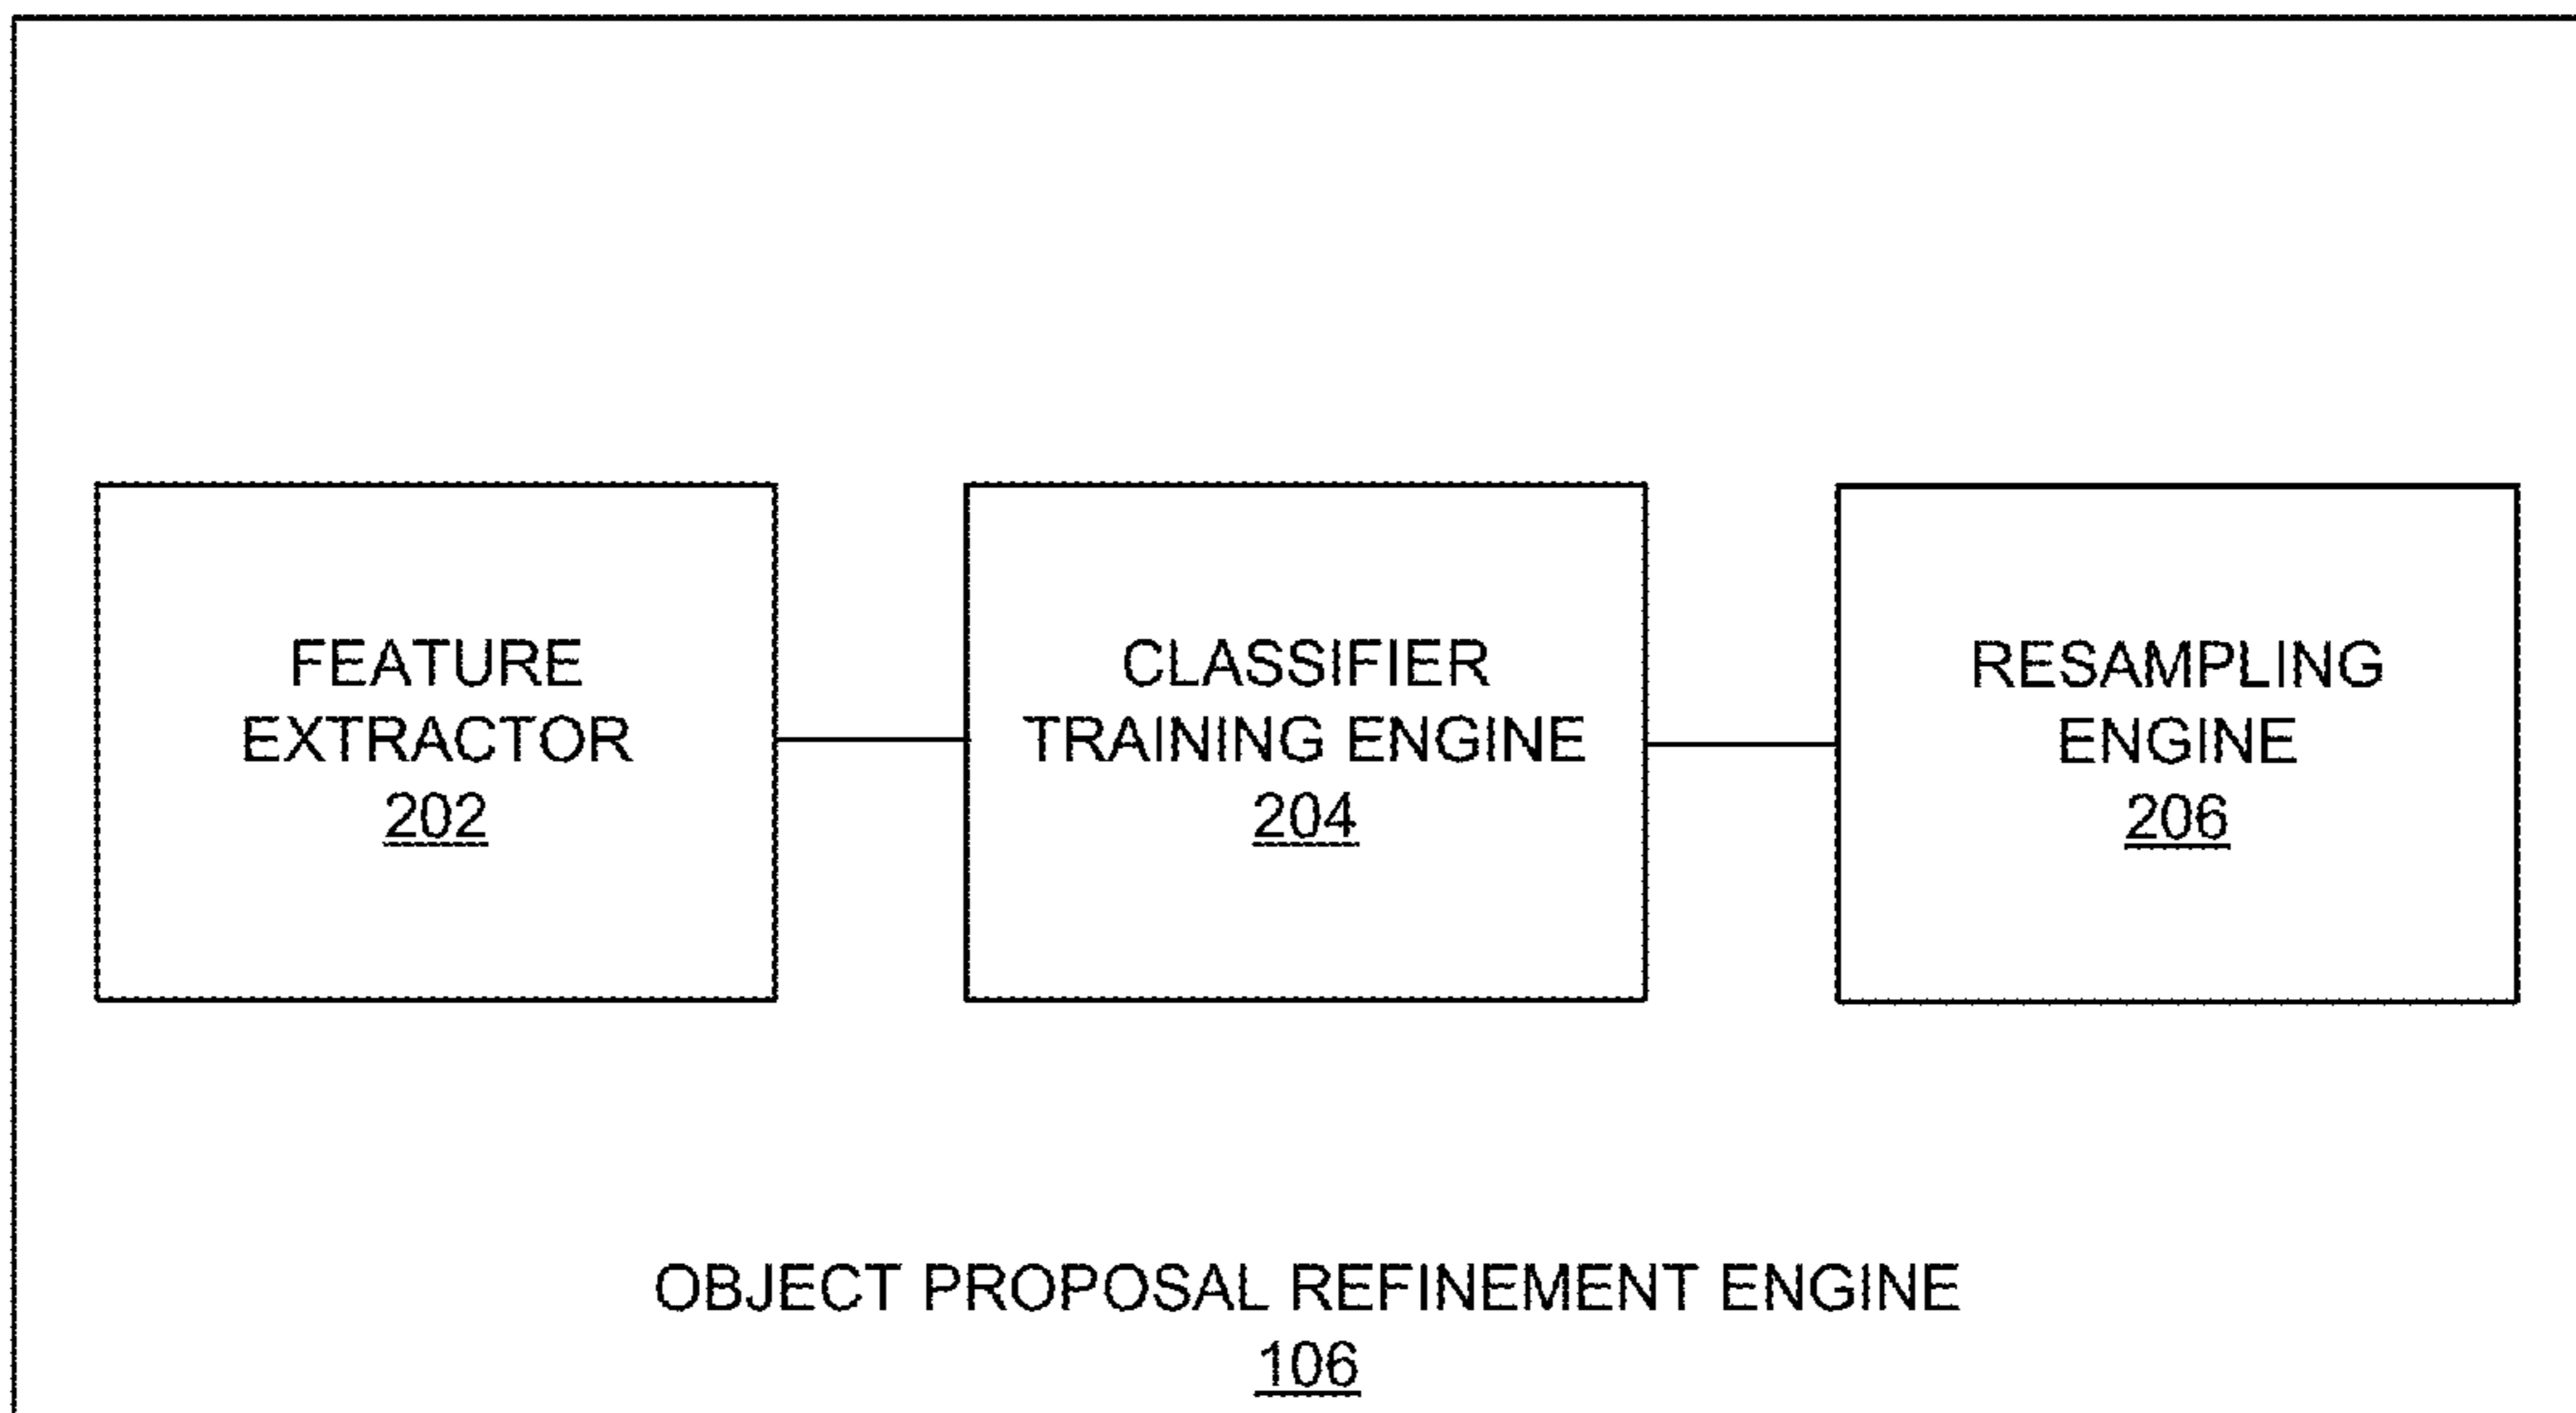 FEATURE
EXTRACTOR
202
CLASSIFIER
TRAINING ENGINE
204
RESAMPLING
ENGINE
206
OBJECT PROPOSAL REFINEMENT ENGINE
106